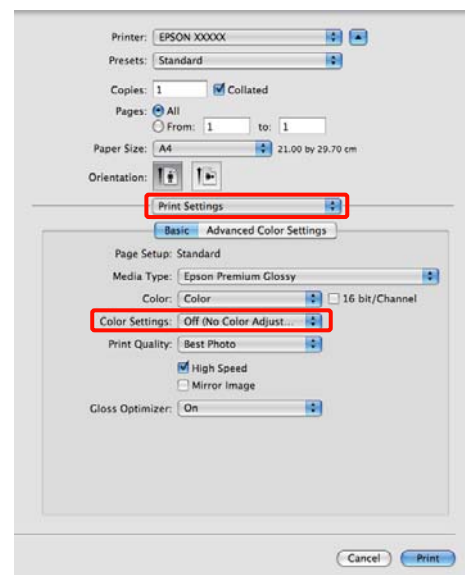 Printer: EPSON XXXXX
Presets: Standard
Copies: 1 Collated
Pages: All
From: 1 to: 1
Paper Size: A4 21.00 by 29.70 cm
Orientation:
Print Settings
Basic Advanced Color Settings
Page Setup: Standard
Media Type: Epson Premium Glossy
Color: Color 16 bit/Channel
Color Settings: Off (No Color Adjust...
Print Quality: Best Photo
High Speed
Mirror Image
Gloss Optimizer: On
Cancel Print